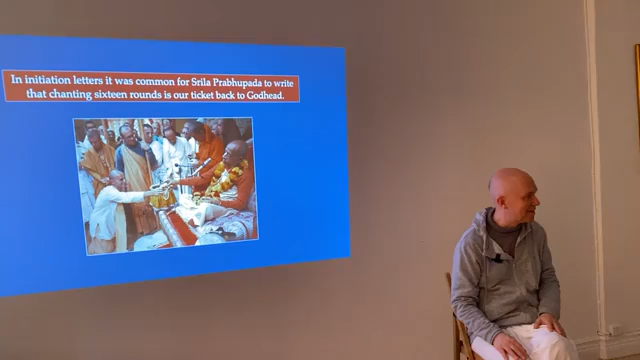 In initiation letters it was common for Srila Prabhupada to write
that chanting sixteen rounds is our ticket back to Godhead.